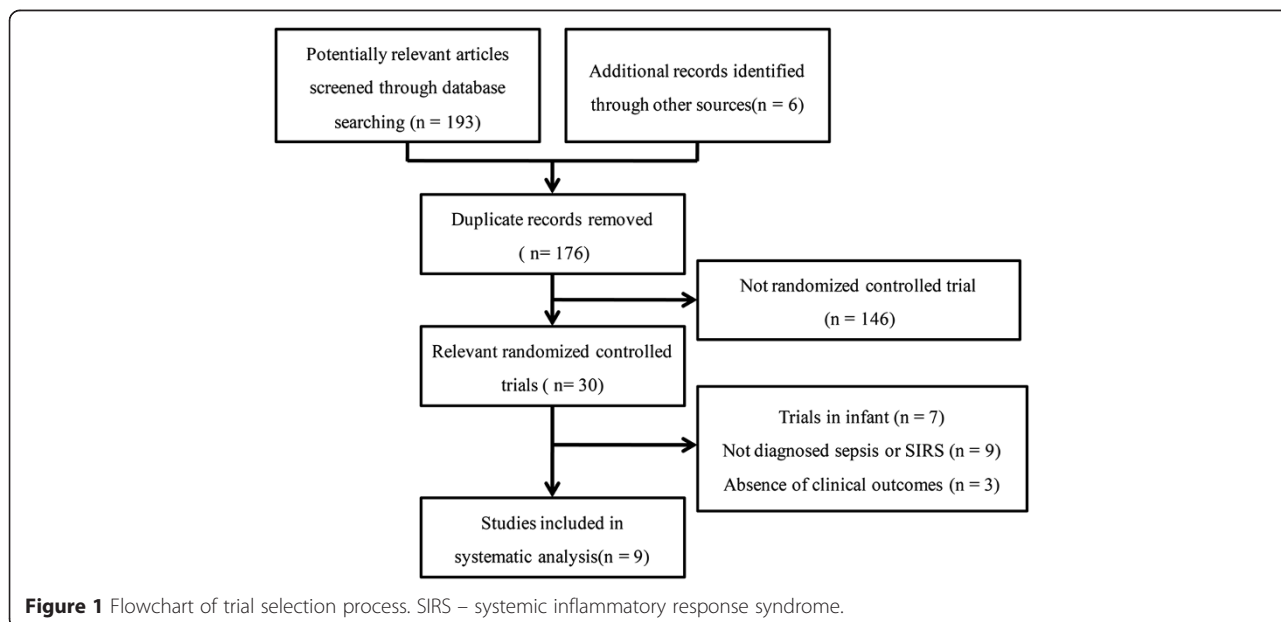 Potentially relevant articles
screened through database
searching (n = 193)
Additional records identified
through other sources(n = 6)
Duplicate records removed
( n= 176)
Not randomized controlled trial
(n = 146)
Relevant randomized controlled
trials ( n= 30)
Trials in infant (n = 7)
Not diagnosed sepsis or SIRS (n = 9)
Absence of clinical outcomes (n = 3)
Studies included in
systematic analysis(n = 9)
Figure 1 Flowchart of trial selection process. SIRS – systemic inflammatory response syndrome.